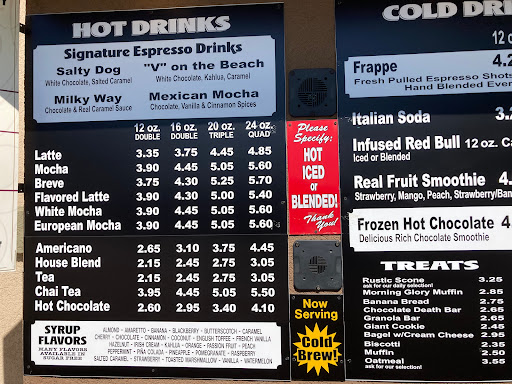 HOT DRINKS
Signature Espresso Drinks
Salty Dog
White Chocolate, Salted Caramel
"V" on the Beach
White Chocolate, Kahlua, Caramel
Milky Way
Chocolate & Real Caramel Sauce
Mexican Mocha
Chocolate, Vanilla & Cinnamon Spices
12 oz. 16 oz. 20 oz. 24 oz.
DOUBLE DOUBLE TRIPLE QUAD
Latte 3.35 3.75 4.45 4.85
Mocha 3.90 4.45 5.05 5.60
Breve 3.75 4.30 5.25 5.70
Flavored Latte 3.90 4.30 5.05 5.40
White Mocha 3.90 4.45 5.05 5.60
European Mocha 3.90 4.45 5.05 5.60
Americano 2.65 3.10 3.75 4.45
House Blend 2.15 2.45 2.75 3.05
Tea 2.15 2.45 2.75 3.05
Chai Tea 3.95 4.45 5.05 5.50
Hot Chocolate 2.60 2.95 3.40 4.10
SYRUP
FLAVORS
MANY FLAVORS
AVAILABLE IN
SUGAR FREE
ALMOND • AMARETTO • BANANA • BLACKBERRY • BUTTERSCOTCH • CARAMEL
CHERRY • CHOCOLATE • CINNAMON • COCONUT • ENGLISH TOFFEE • FRENCH VANILLA
HAZELNUT • IRISH CREAM • KAHLUA • ORANGE • PASSION FRUIT • PEACH
PEPPERMINT • PIÑA COLADA • PINEAPPLE • POMEGRANATE • RASPBERRY
SALTED CARAMEL • STRAWBERRY • TOASTED MARSHMALLOW • VANILLA • WATERMELON
Please
Specify:
HOT
ICED
or
BLENDED!
Thank
You!
Now
Serving
Cold
Brew!
COLD DRI
12 o
Frappe 4.2
Fresh Pulled Espresso Shots
Hand Blended Ever
Italian Soda 3.2
Infused Red Bull 12 oz. Ca
Iced or Blended
Real Fruit Smoothie 4.
Strawberry, Mango, Peach, Strawberry/Ban
Frozen Hot Chocolate 4
Delicious Rich Chocolate Smoothie
TREATS
Rustic Scone 3.25
ask for our daily selection!
Morning Glory Muffin 2.85
Banana Bread 2.75
Chocolate Death Bar 2.65
Granola Bar 2.65
Giant Cookie 2.45
Bagel w/Cream Cheese 2.95
Biscotti 2.35
Muffin 2.50
ask for our daily selection!
Oatmeal 3.55